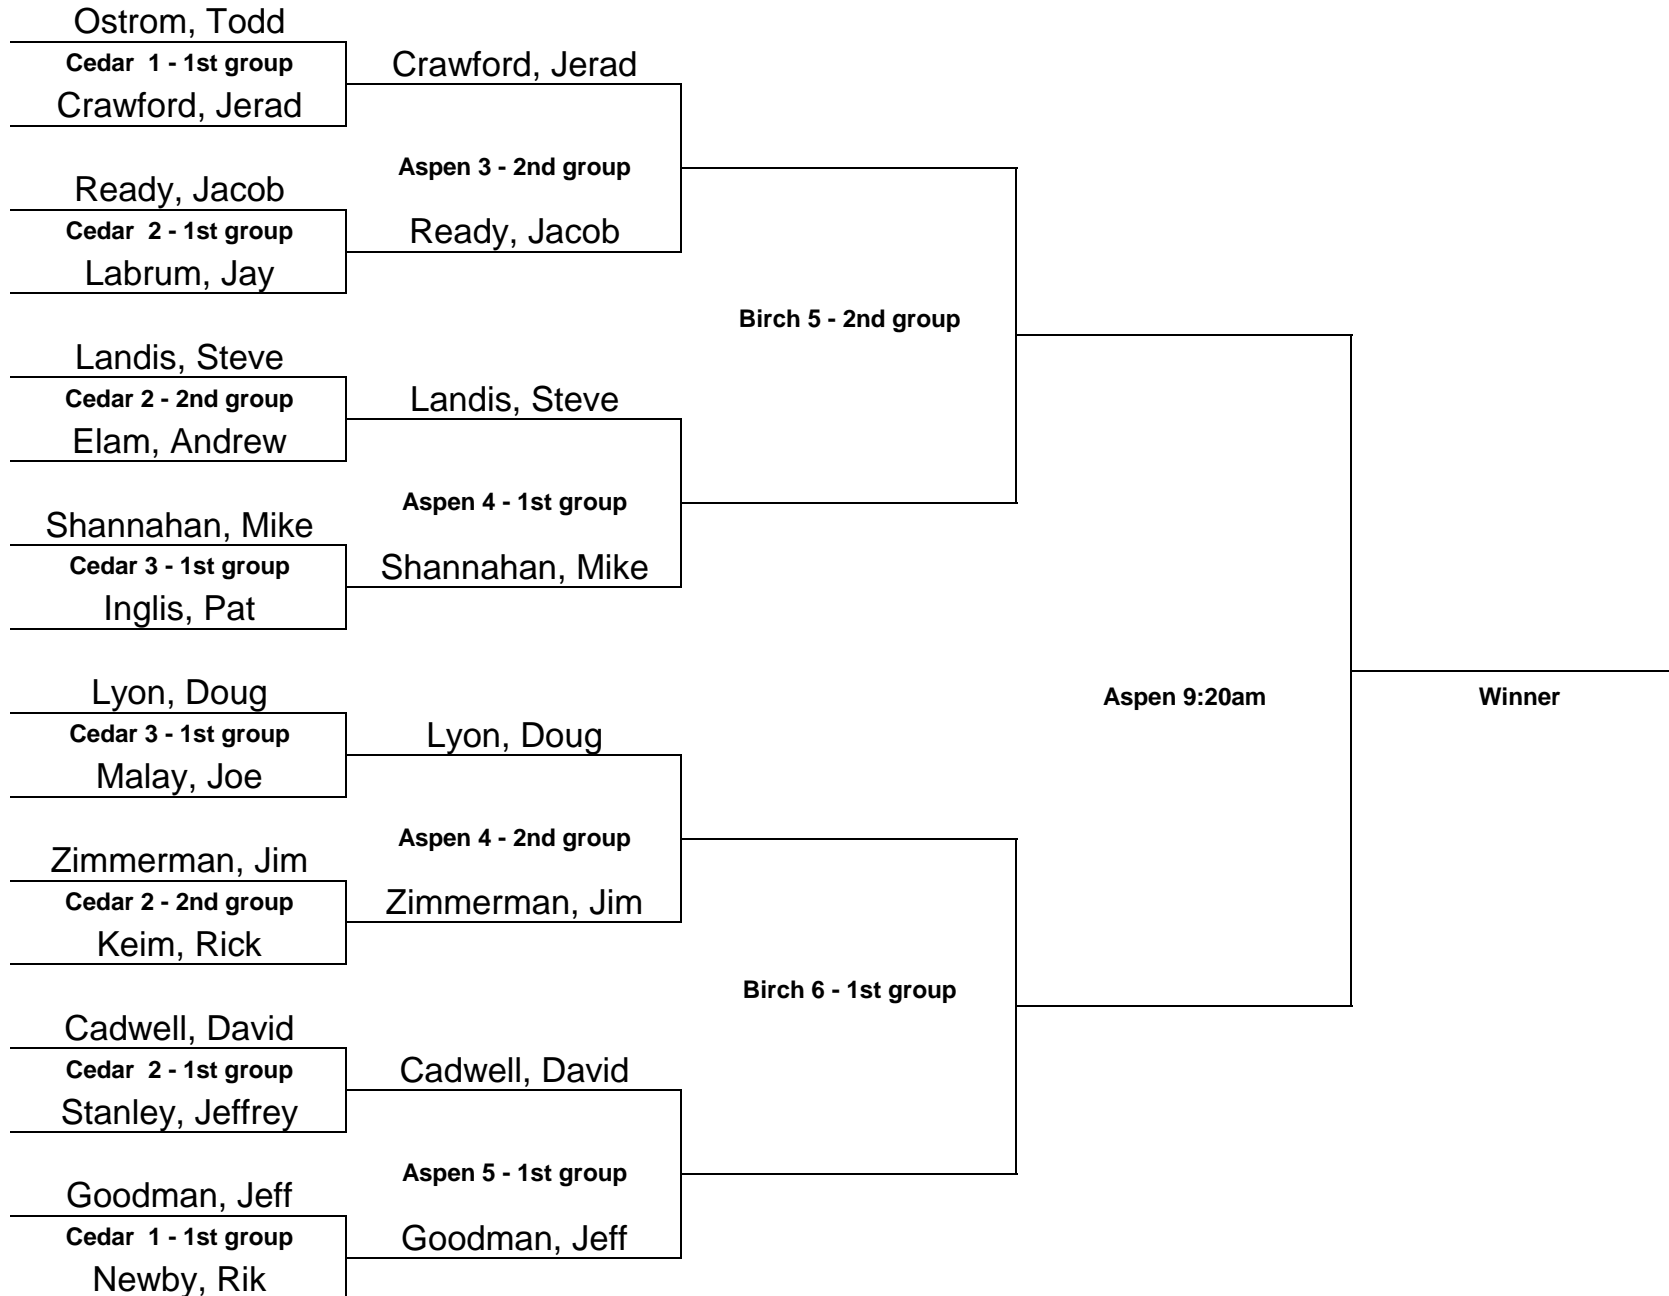 Ostrom, Todd
Cedar  1 - 1st group
Crawford, Jerad
Ready, Jacob
Cedar  2 - 1st group
Labrum, Jay
Landis, Steve
Cedar 2 - 2nd group
Elam, Andrew
Shannahan, Mike
Cedar 3 - 1st group
Inglis, Pat
Lyon, Doug
Cedar 3 - 1st group
Malay, Joe
Zimmerman, Jim
Cedar 2 - 2nd group
Keim, Rick
Cadwell, David
Cedar  2 - 1st group
Stanley, Jeffrey
Goodman, Jeff
Cedar  1 - 1st group
Newby, Rik
Crawford, Jerad
Aspen 3 - 2nd group
Ready, Jacob
Landis, Steve
Aspen 4 - 1st group
Shannahan, Mike
Lyon, Doug
Aspen 4 - 2nd group
Zimmerman, Jim
Cadwell, David
Aspen 5 - 1st group
Goodman, Jeff
Birch 5 - 2nd group
Birch 6 - 1st group
Aspen 9:20am
Winner